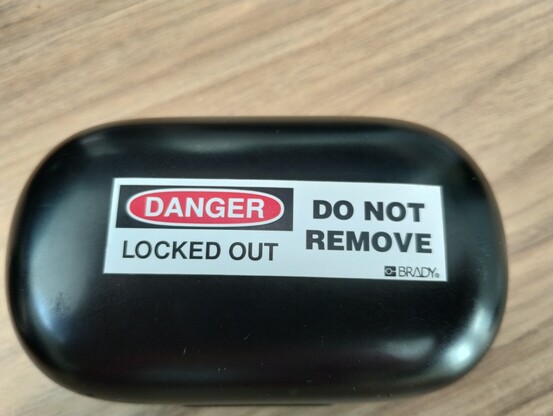 DANGER
LOCKED OUT
DO NOT
REMOVE
BRADY